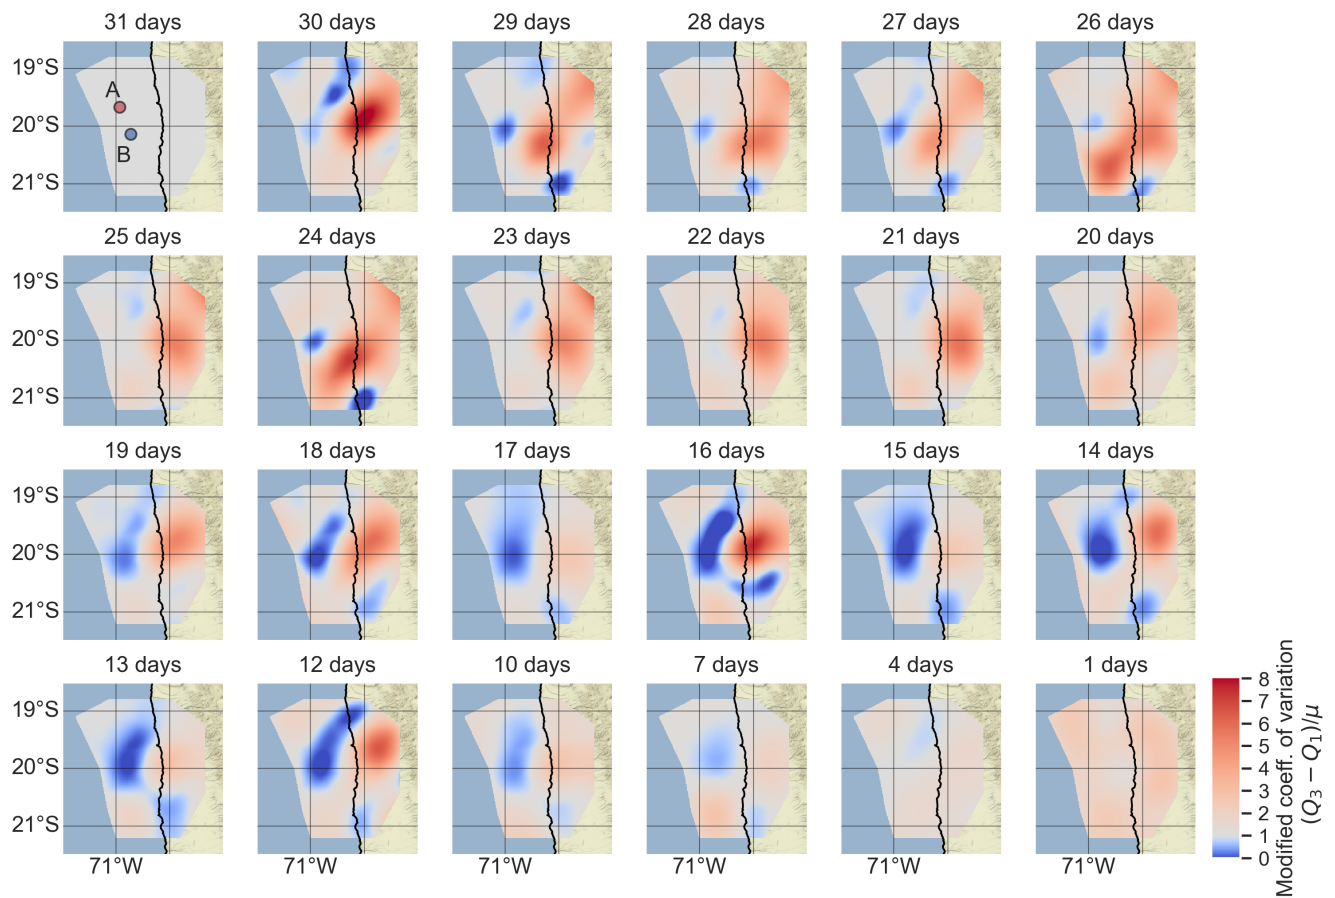 31 days 30 days 29 days 28 days 27 days 26 days
19°S
A
20°S
B
21°S
25 days 24 days 23 days 22 days 21 days 20 days
19°S
20°S
21°S
19 days 18 days 17 days 16 days 15 days 14 days
19°S
20°S
21°S
13 days 12 days 10 days 7 days 4 days 1 days
19°S
20°S
21°S
71°W 71°W 71°W 71°W 71°W 71°W
8
7
6
5
4
3
2
1
0
Modified coeff. of variation
(Q₃ − Q₁)/μ